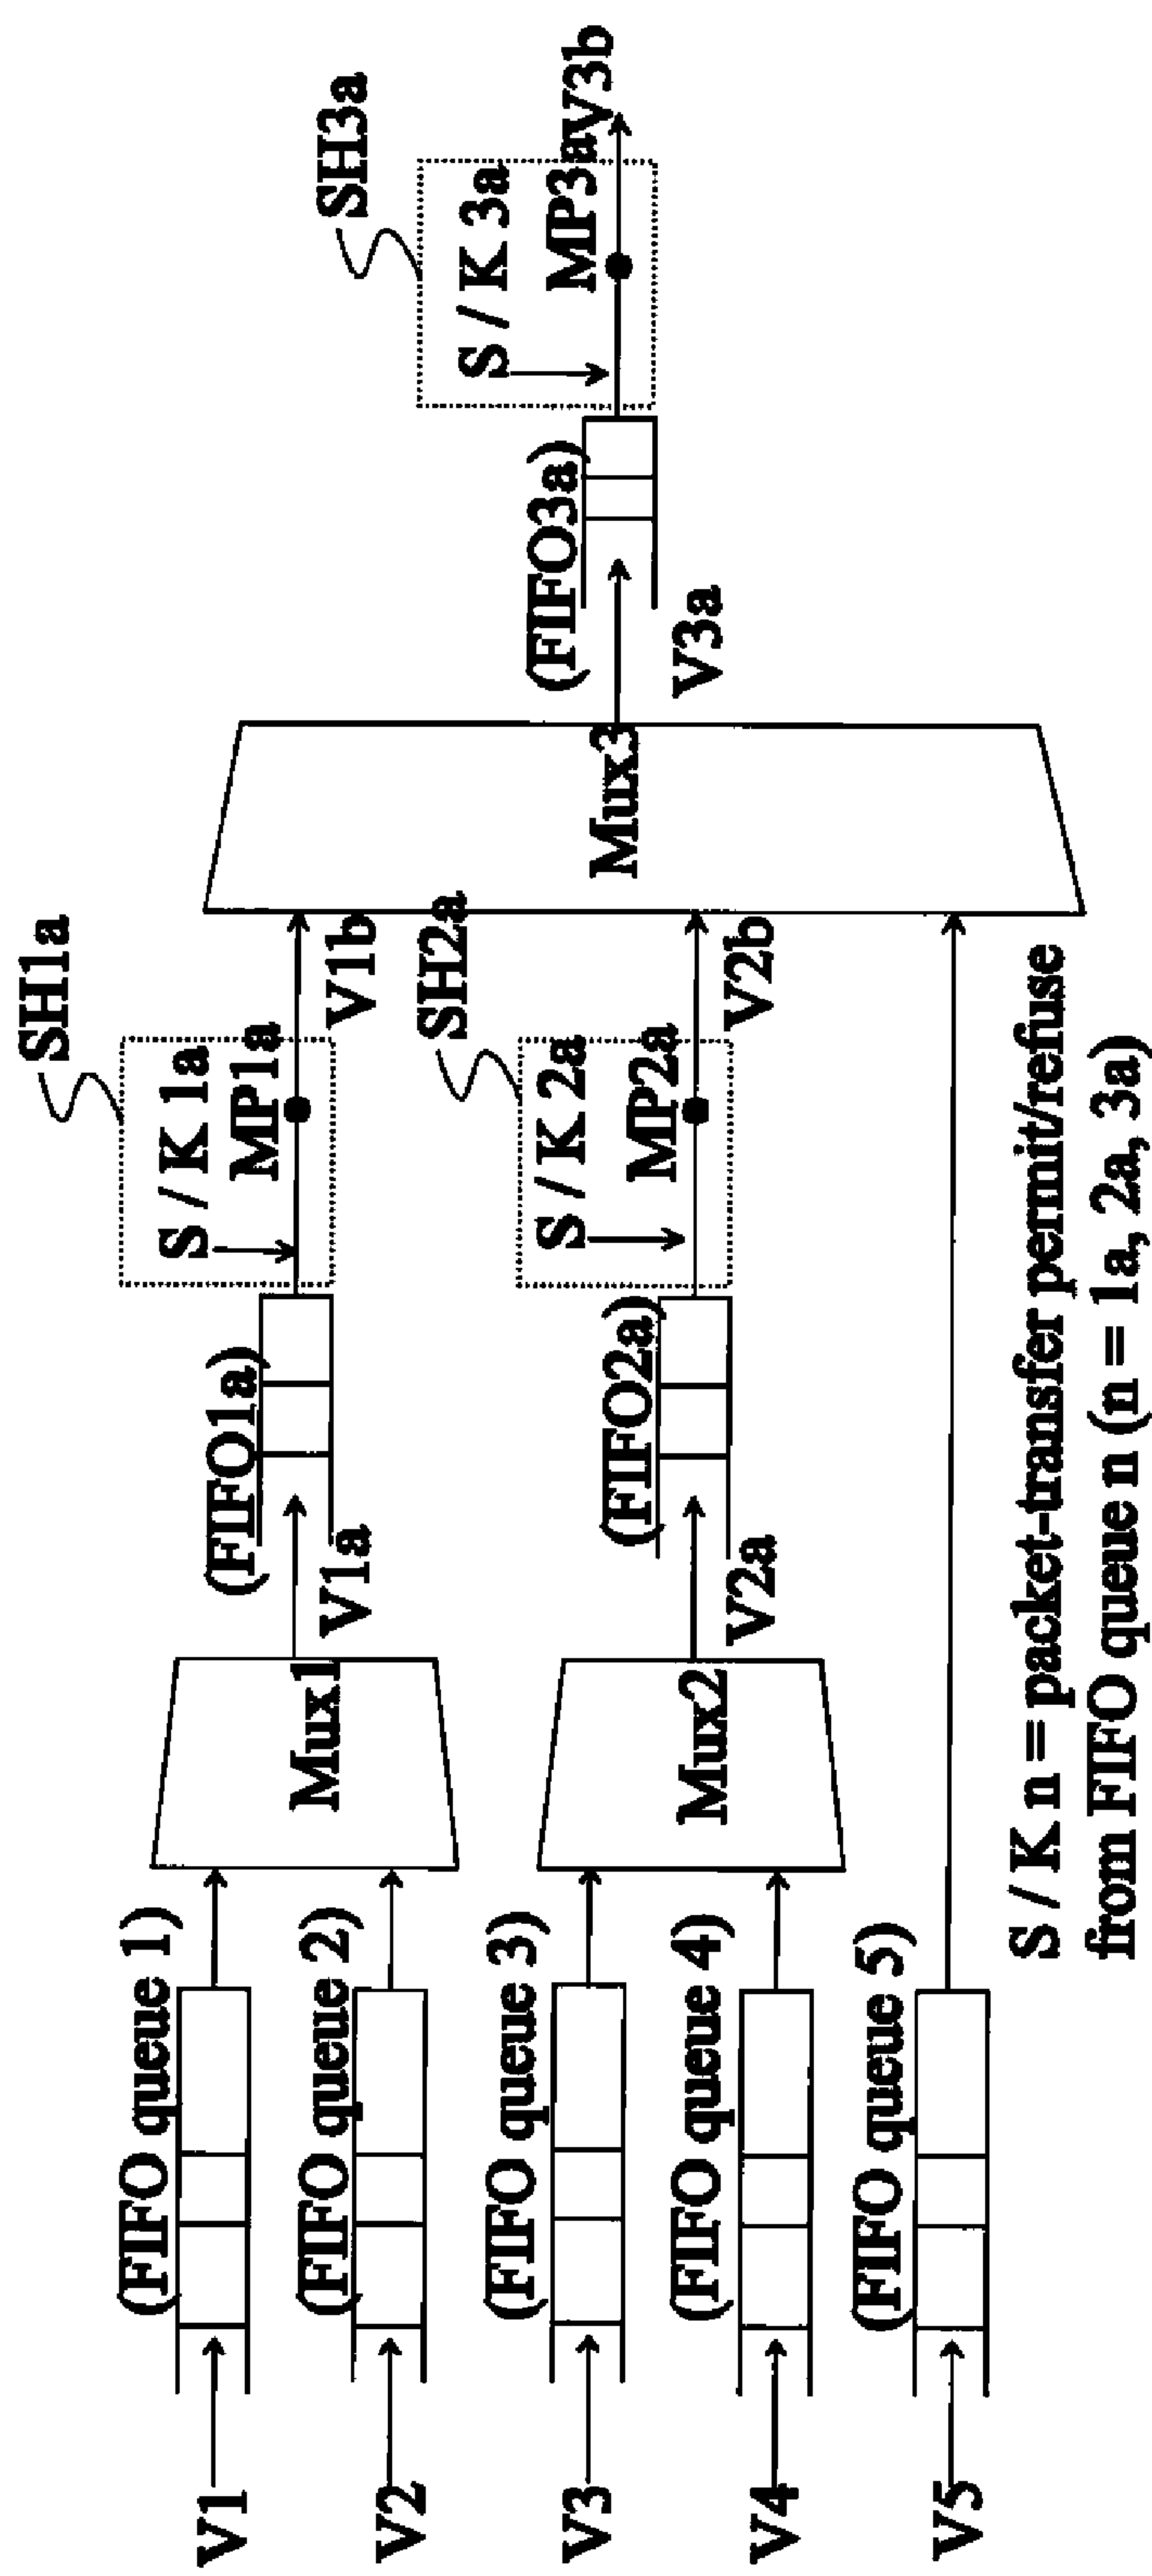 V1
(FIFO queue 1)
V2
(FIFO queue 2)
V3
(FIFO queue 3)
V4
(FIFO queue 4)
V5
(FIFO queue 5)
Mux1
V1a
(FIFO1a)
S / K 1a
MP1a
SH1a
V1b
Mux2
V2a
(FIFO2a)
S / K 2a
MP2a
SH2a
V2b
Mux3
V3a
(FIFO3a)
S / K 3a
MP3a
SH3a
V3b
S / K n = packet-transfer permit/refuse
from FIFO queue n (n = 1a, 2a, 3a)